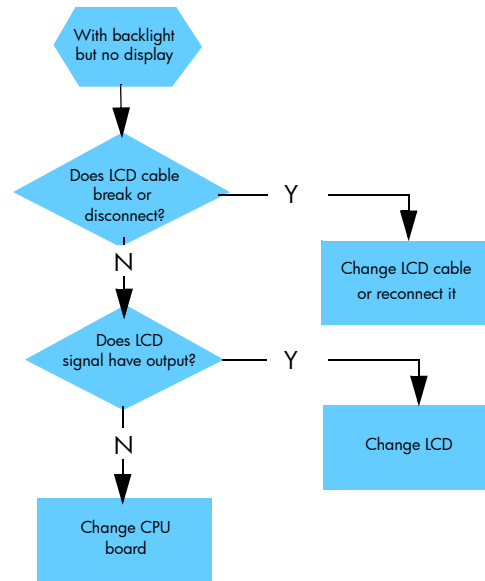 With backlight
but no display
Does LCD cable
break or
disconnect?
Y
Change LCD cable
or reconnect it
N
Does LCD
signal have output?
Y
Change LCD
N
Change CPU
board